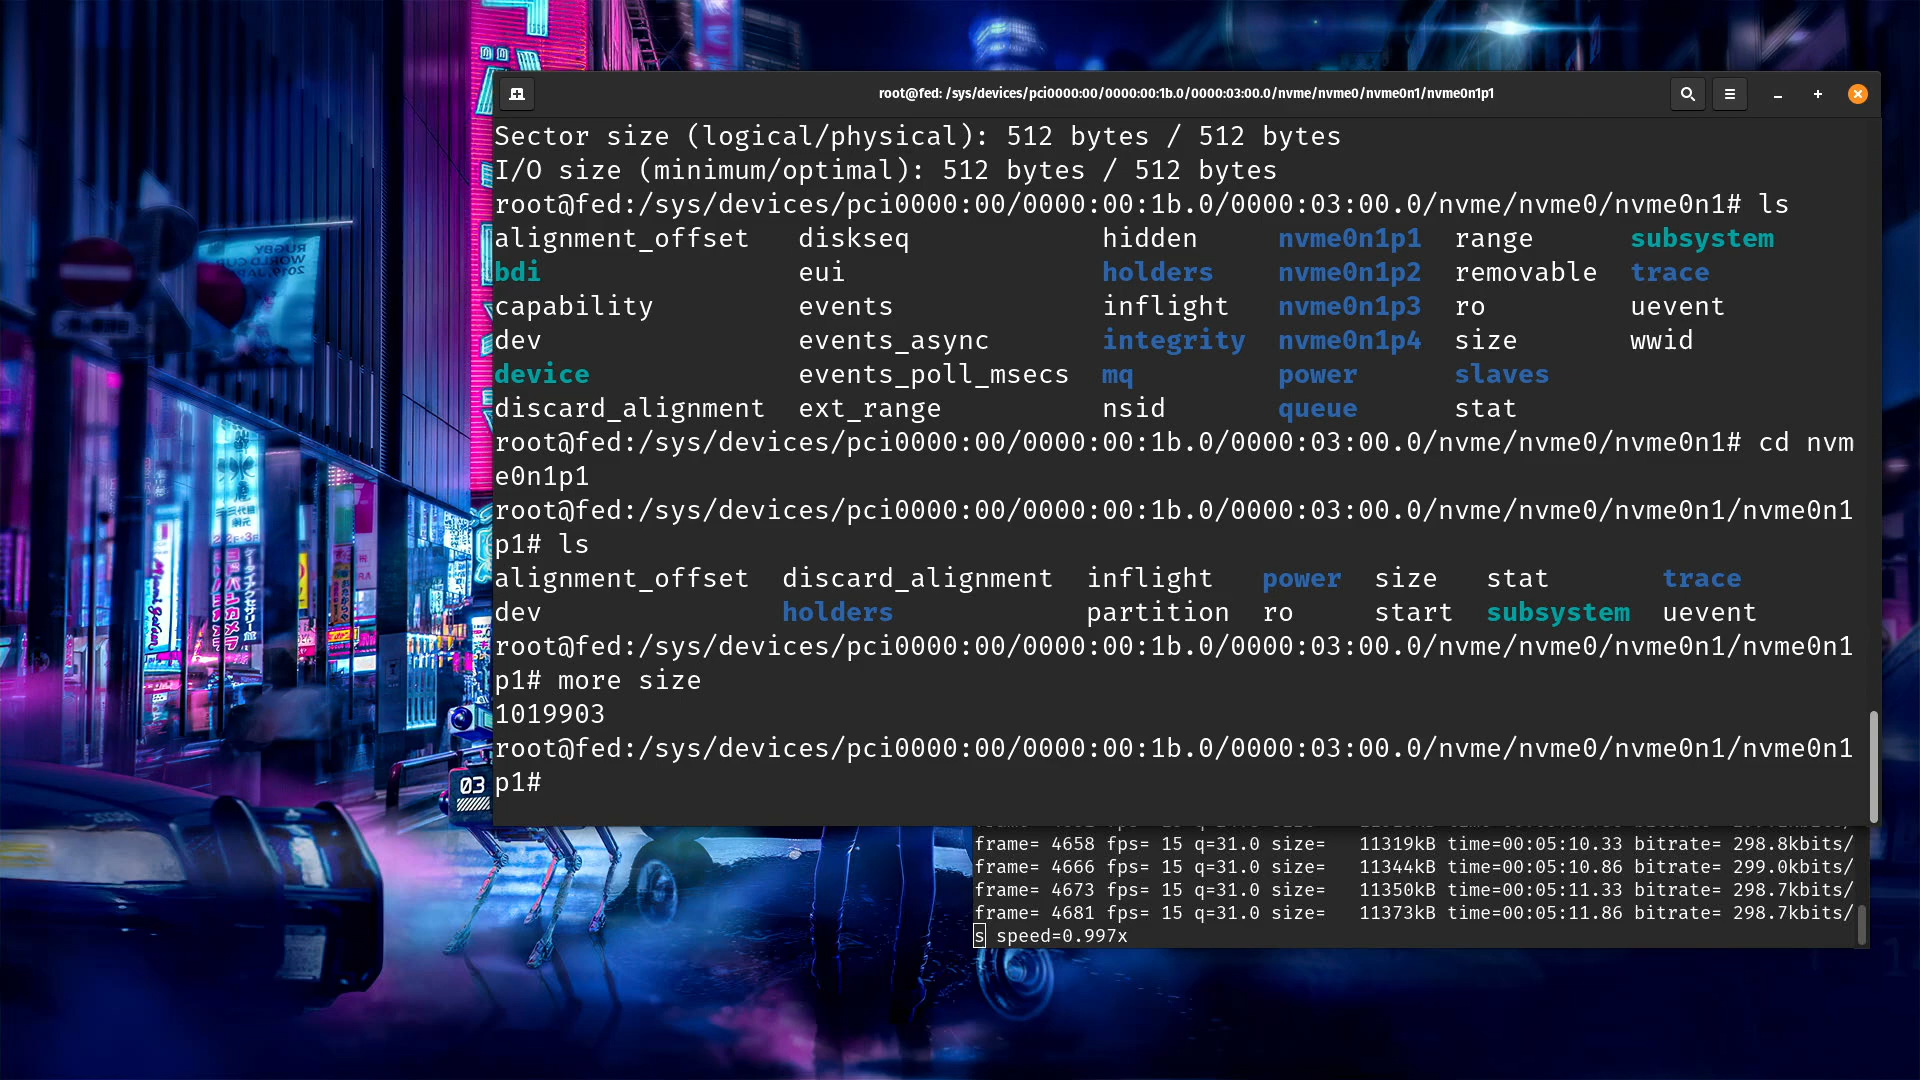 root@fed: /sys/devices/pci0000:00/0000:00:1b.0/0000:03:00.0/nvme/nvme0/nvme0n1/nvme0n1p1
Sector size (logical/physical): 512 bytes / 512 bytes
I/O size (minimum/optimal): 512 bytes / 512 bytes
root@fed:/sys/devices/pci0000:00/0000:00:1b.0/0000:03:00.0/nvme/nvme0/nvme0n1# ls
alignment_offset diskseq hidden nvme0n1p1 range subsystem
bdi eui holders nvme0n1p2 removable trace
capability events inflight nvme0n1p3 ro uevent
dev events_async integrity nvme0n1p4 size wwid
device events_poll_msecs mq power slaves
discard_alignment ext_range nsid queue stat
root@fed:/sys/devices/pci0000:00/0000:00:1b.0/0000:03:00.0/nvme/nvme0/nvme0n1# cd nvm
e0n1p1
root@fed:/sys/devices/pci0000:00/0000:00:1b.0/0000:03:00.0/nvme/nvme0/nvme0n1/nvme0n1
p1# ls
alignment_offset discard_alignment inflight power size stat trace
dev holders partition ro start subsystem uevent
root@fed:/sys/devices/pci0000:00/0000:00:1b.0/0000:03:00.0/nvme/nvme0/nvme0n1/nvme0n1
p1# more size
1019903
root@fed:/sys/devices/pci0000:00/0000:00:1b.0/0000:03:00.0/nvme/nvme0/nvme0n1/nvme0n1
p1#
frame= 4658 fps= 15 q=31.0 size= 11319kB time=00:05:10.33 bitrate= 298.8kbits/
frame= 4666 fps= 15 q=31.0 size= 11344kB time=00:05:10.86 bitrate= 299.0kbits/
frame= 4673 fps= 15 q=31.0 size= 11350kB time=00:05:11.33 bitrate= 298.7kbits/
frame= 4681 fps= 15 q=31.0 size= 11373kB time=00:05:11.86 bitrate= 298.7kbits/
s speed=0.997x
03